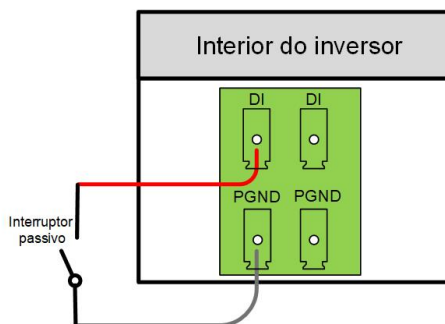 Interior do inversor
DI DI
PGND PGND
Interruptor
passivo